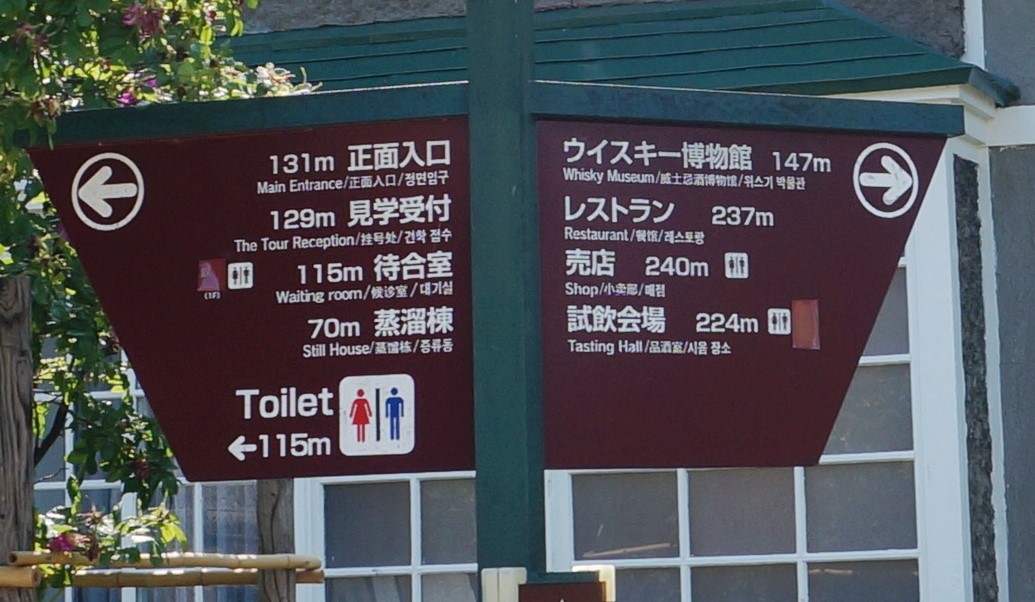 131m 正面入口
Main Entrance/正面入口/정면입구
129m 見学受付
The Tour Reception/挂号处/견학 접수
(1F)
115m 待合室
Waiting room/候诊室/대기실
70m 蒸溜棟
Still House/蒸馏栋/증류동
Toilet
←115m
ウイスキー博物館 147m
Whisky Museum/威士忌酒博物馆/위스기 박물관
レストラン 237m
Restaurant/餐馆/레스토랑
売店 240m
Shop/小卖部/매점
試飲会場 224m
Tasting Hall/品酒室/시음 장소